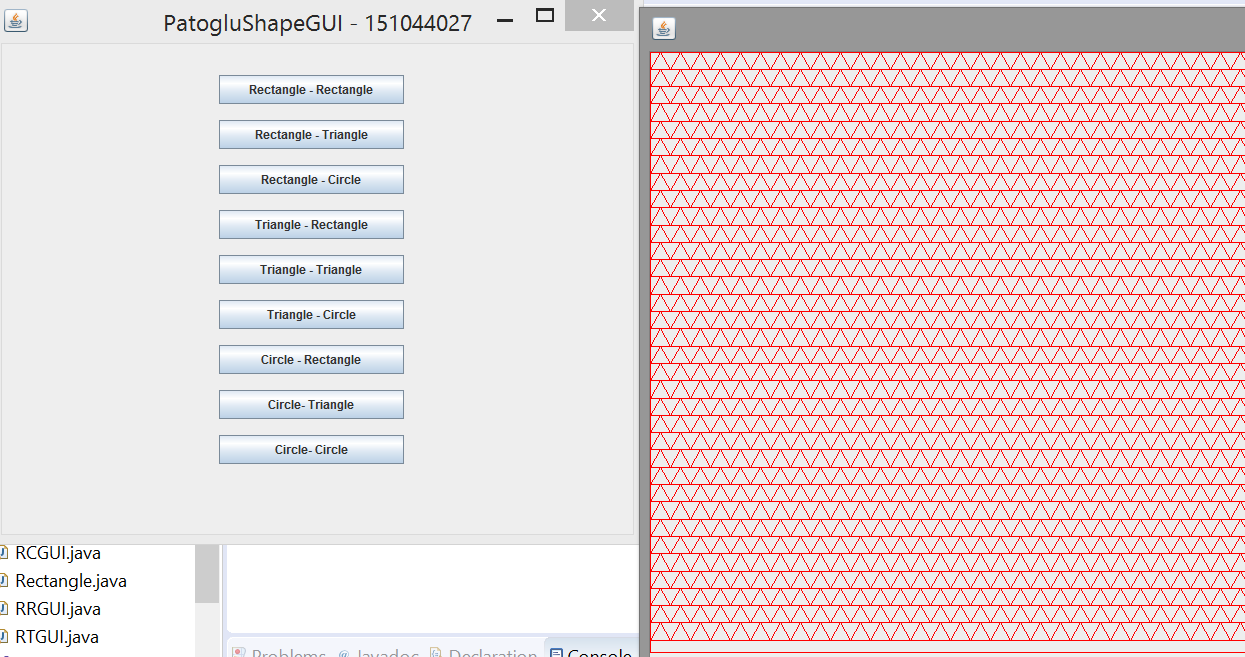 PatogluShapeGUI - 151044027
Rectangle - Rectangle
Rectangle - Triangle
Rectangle - Circle
Triangle - Rectangle
Triangle - Triangle
Triangle - Circle
Circle - Rectangle
Circle- Triangle
Circle- Circle
RCGUI.java
Rectangle.java
RRGUI.java
RTGUI.java
Problems @ Javadoc Declaration Console